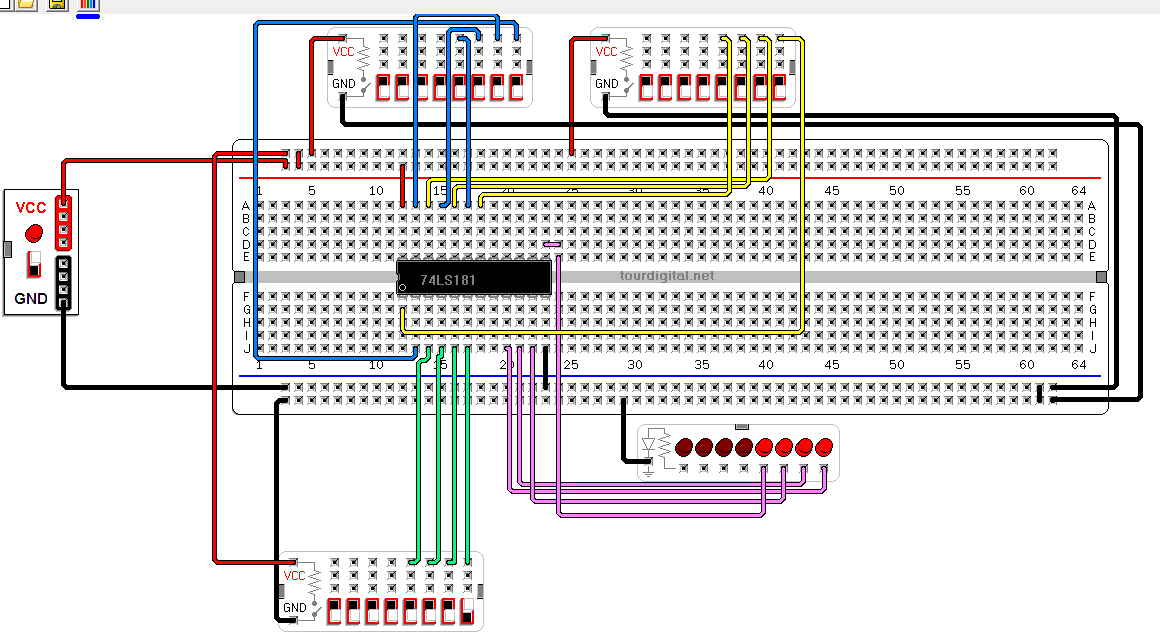 VCC
GND
VCC
GND
1 5 10 15 20 25 30 35 40 45 50 55 60 64
A A
B B
C C
D D
E E
VCC
GND
74LS181
tourdigital.net
F F
G G
H H
I I
J J
1 5 10 15 20 25 30 35 40 45 50 55 60 64
VCC
GND